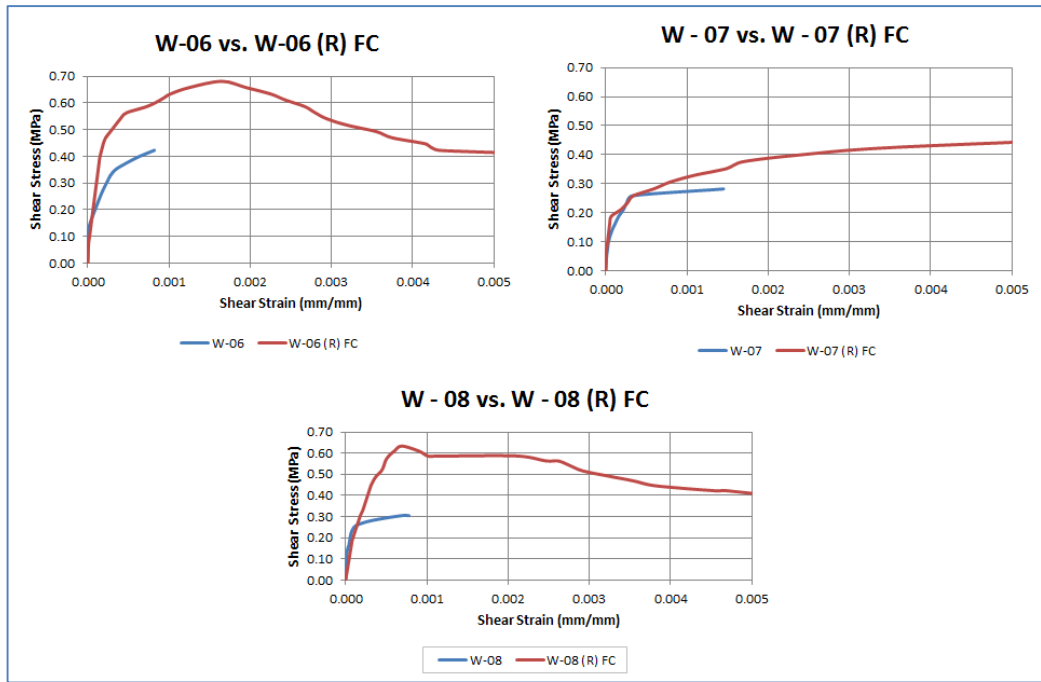 W-06 vs. W-06 (R) FC
Shear Stress (MPa)
0.70
0.60
0.50
0.40
0.30
0.20
0.10
0.00
0.000 0.001 0.002 0.003 0.004 0.005
Shear Strain (mm/mm)
W-06 W-06 (R) FC
W - 07 vs. W - 07 (R) FC
Shear Stress (MPa)
0.70
0.60
0.50
0.40
0.30
0.20
0.10
0.00
0.000 0.001 0.002 0.003 0.004 0.005
Shear Strain (mm/mm)
W-07 W-07 (R) FC
W - 08 vs. W - 08 (R) FC
Shear Stress (MPa)
0.70
0.60
0.50
0.40
0.30
0.20
0.10
0.00
0.000 0.001 0.002 0.003 0.004 0.005
Shear Strain (mm/mm)
W-08 W-08 (R) FC